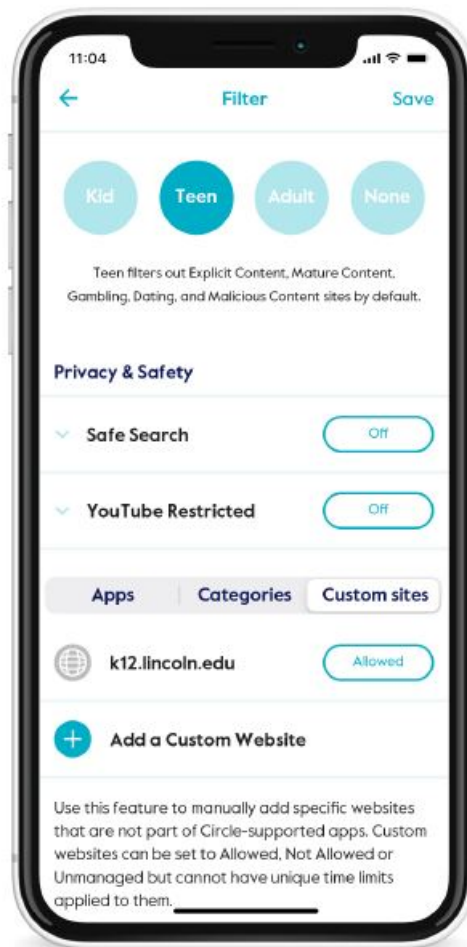 11:04
Filter
Save
Kid
Teen
Adult
None
Teen filters out Explicit Content, Mature Content,
Gambling, Dating, and Malicious Content sites by default.
Privacy & Safety
Safe Search
Off
YouTube Restricted
Off
Apps
Categories
Custom sites
k12.lincoln.edu
Allowed
Add a Custom Website
Use this feature to manually add specific websites
that are not part of Circle-supported apps. Custom
websites can be set to Allowed, Not Allowed or
Unmanaged but cannot have unique time limits
applied to them.